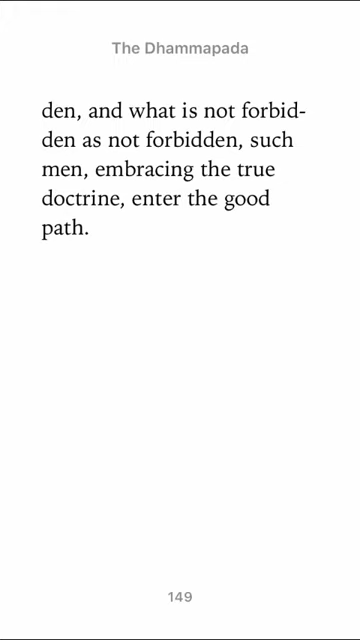 The Dhammapada
den, and what is not forbid-
den as not forbidden, such
men, embracing the true
doctrine, enter the good
path.
149